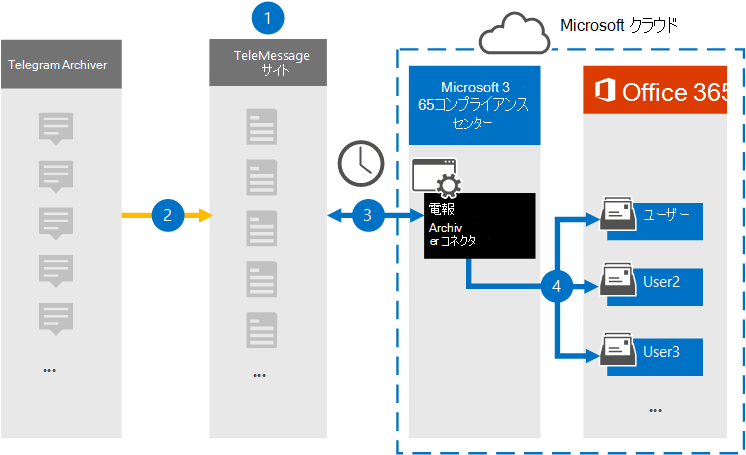 1
Microsoft クラウド
Telegram Archiver
TeleMessage
サイト
Microsoft 3
65コンプライアンス
センター
Office 365
2
3
電報
Archiv
er コネクタ
4
ユーザー
User2
User3
...
...
...